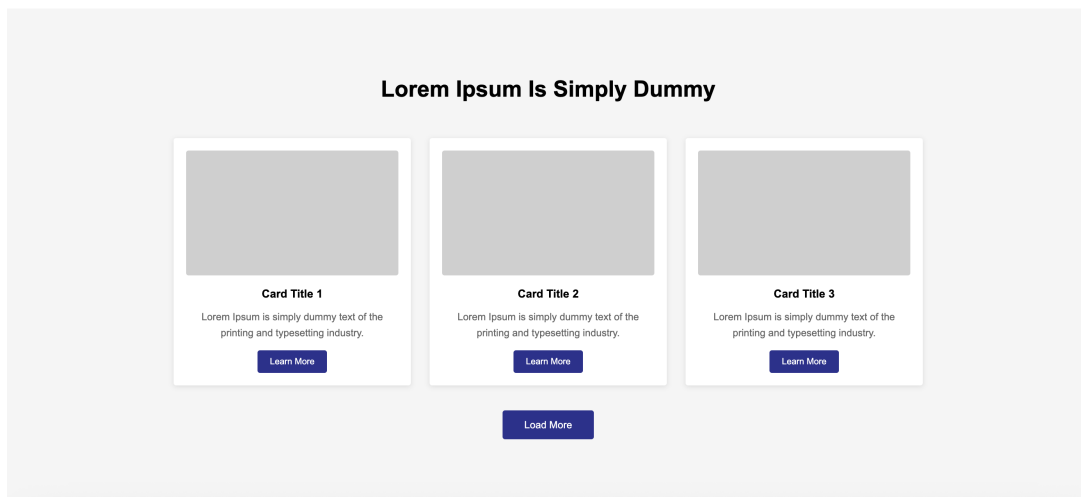 Lorem Ipsum Is Simply Dummy
Card Title 1
Lorem Ipsum is simply dummy text of the
printing and typesetting industry.
Learn More
Card Title 2
Lorem Ipsum is simply dummy text of the
printing and typesetting industry.
Learn More
Card Title 3
Lorem Ipsum is simply dummy text of the
printing and typesetting industry.
Learn More
Load More